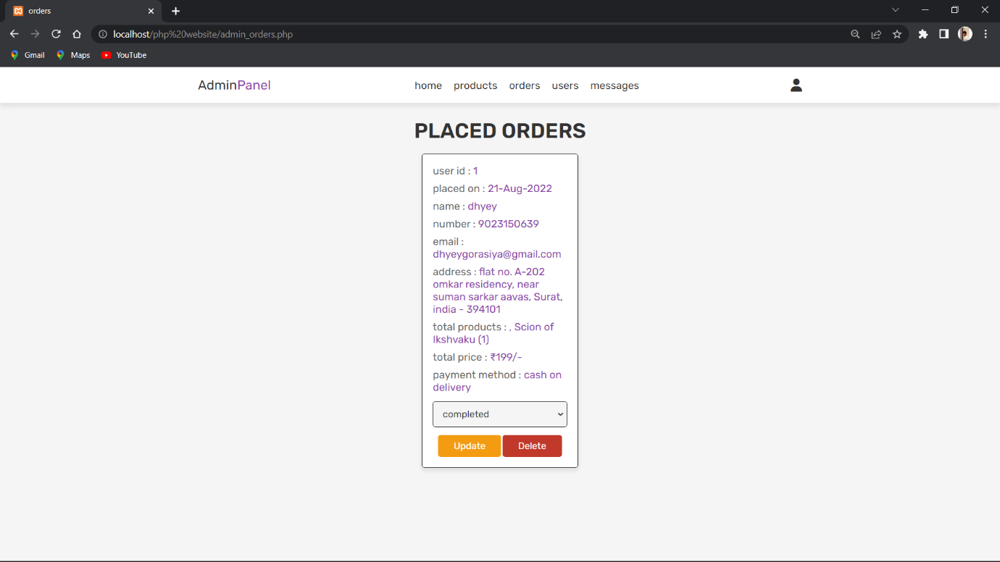 orders
localhost/php%20website/admin_orders.php
Gmail Maps YouTube
AdminPanel home products orders users messages
PLACED ORDERS
user id : 1
placed on : 21-Aug-2022
name : dhyey
number : 9023150639
email :
dhyeygorasiya@gmail.com
address : flat no. A-202
omkar residency, near
suman sarkar aavas, Surat,
india - 394101
total products : , Scion of
Ikshvaku (1)
total price : ₹199/-
payment method : cash on
delivery
completed
Update Delete